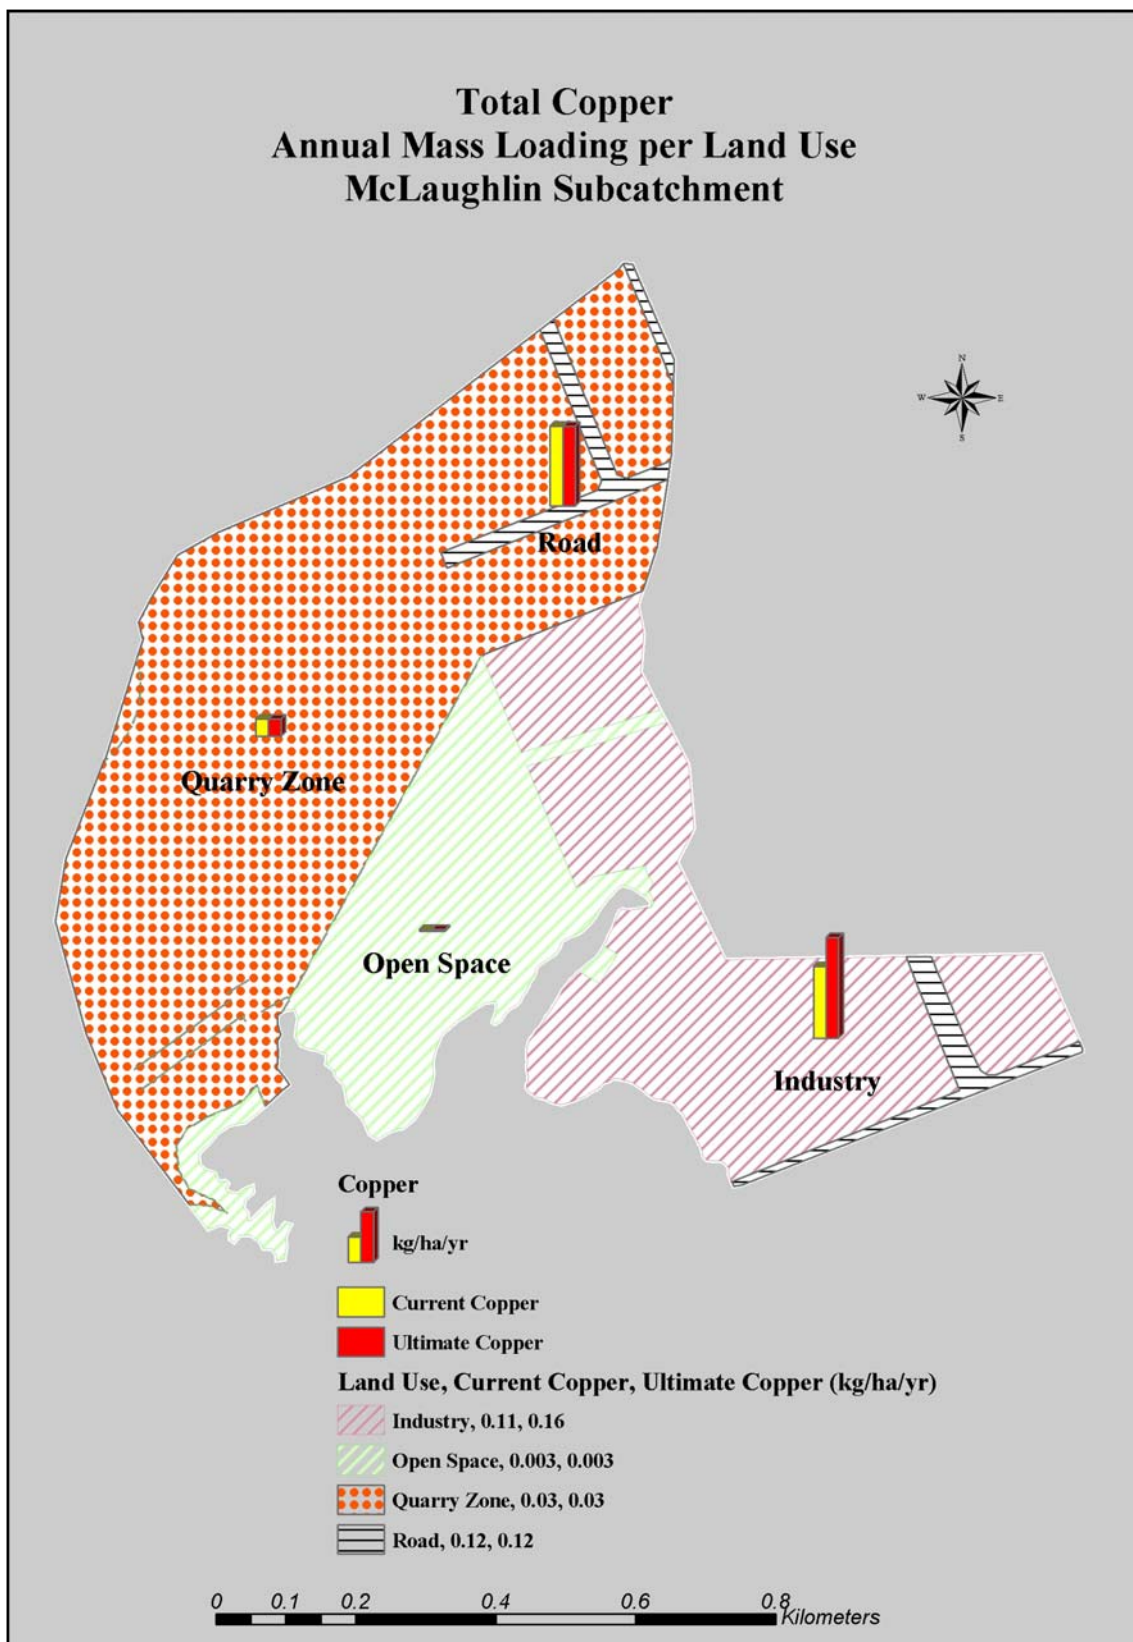 Total Copper
Annual Mass Loading per Land Use
McLaughlin Subcatchment
N
W E
S
Road
Quarry Zone
Open Space
Industry
Copper
kg/ha/yr
Current Copper
Ultimate Copper
Land Use, Current Copper, Ultimate Copper (kg/ha/yr)
Industry, 0.11, 0.16
Open Space, 0.003, 0.003
Quarry Zone, 0.03, 0.03
Road, 0.12, 0.12
0 0.1 0.2 0.4 0.6 0.8
Kilometers